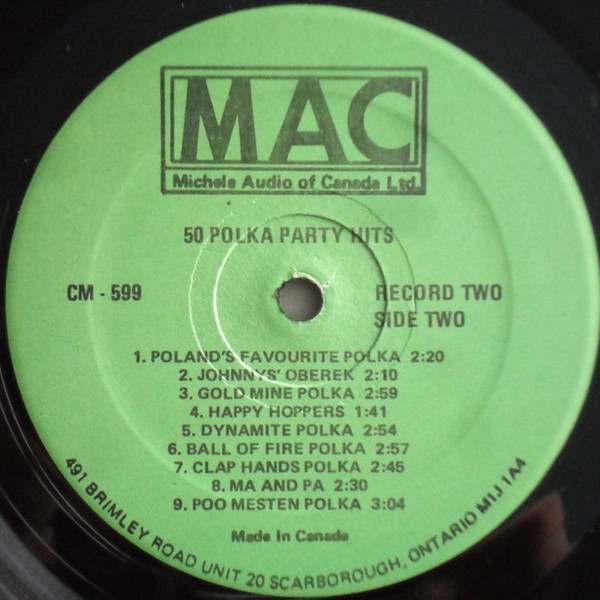 MAC
Michele Audio of Canada Ltd.
50 POLKA PARTY HITS
CM - 599
RECORD TWO
SIDE TWO
1. POLAND'S FAVOURITE POLKA 2:20
2. JOHNNYS' OBEREK 2:10
3. GOLD MINE POLKA 2:59
4. HAPPY HOPPERS 1:41
5. DYNAMITE POLKA 2:54
6. BALL OF FIRE POLKA 2:57
7. CLAP HANDS POLKA 2:45
8. MA AND PA 2:30
9. POO MESTEN POLKA 3:04
Made In Canada
491 BRIMLEY ROAD UNIT 20 SCARBOROUGH, ONTARIO M1J 1A4